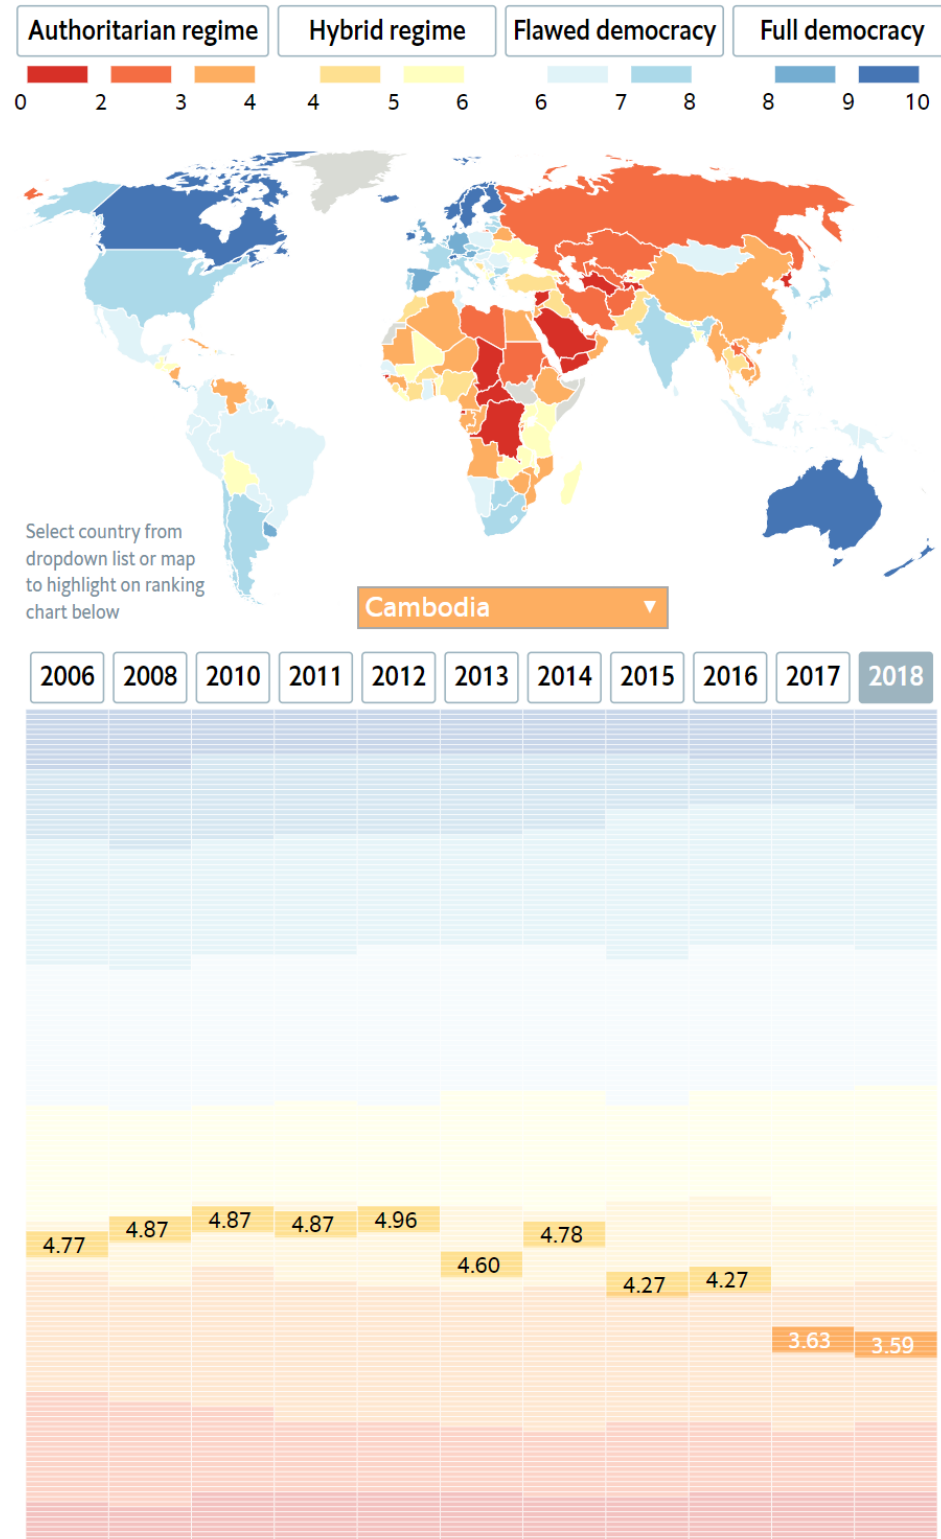 Authoritarian regime Hybrid regime Flawed democracy Full democracy
0 2 3 4 4 5 6 6 7 8 8 9 10
Select country from
dropdown list or map
to highlight on ranking
chart below
Cambodia
2006 2008 2010 2011 2012 2013 2014 2015 2016 2017 2018
4.77 4.87 4.87 4.87 4.96 4.60 4.78 4.27 4.27 3.63 3.59